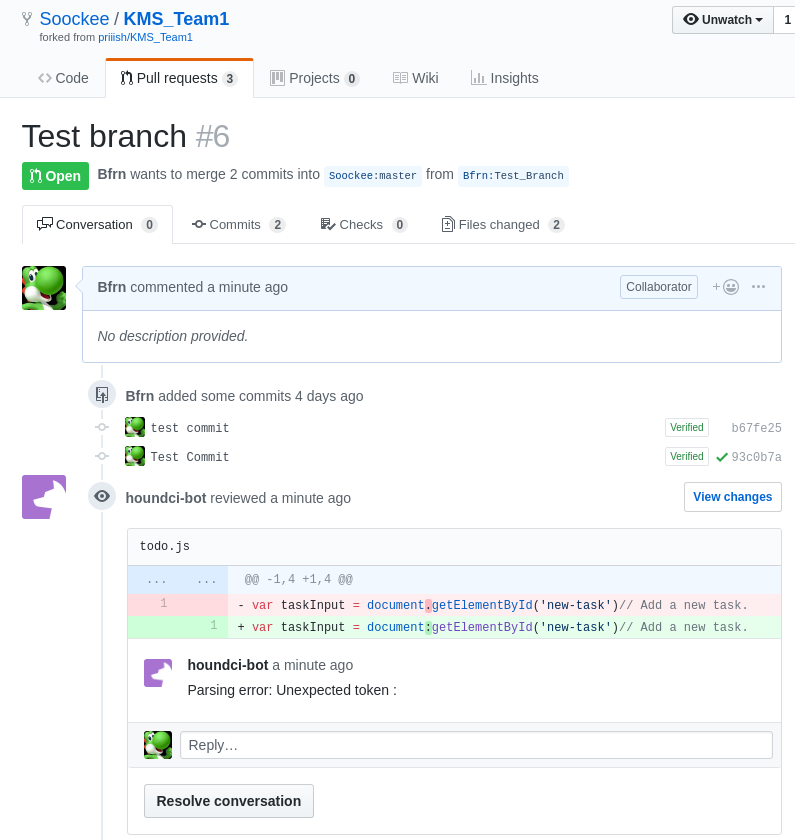 Soockee / KMS_Team1
Unwatch 1
forked from priiish/KMS_Team1
Code Pull requests 3 Projects 0 Wiki Insights
Test branch #6
Open Bfrn wants to merge 2 commits into Soockee:master from Bfrn:Test_Branch
Conversation 0 Commits 2 Checks 0 Files changed 2
Bfrn commented a minute ago Collaborator + ...
No description provided.
Bfrn added some commits 4 days ago
test commit Verified b67fe25
Test Commit Verified 93c0b7a
houndci-bot reviewed a minute ago View changes
todo.js
... ... @@ -1,4 +1,4 @@
1 - var taskInput = document.getElementById('new-task')// Add a new task.
1 + var taskInput = document:getElementById('new-task')// Add a new task.
houndci-bot a minute ago
Parsing error: Unexpected token :
Reply…
Resolve conversation